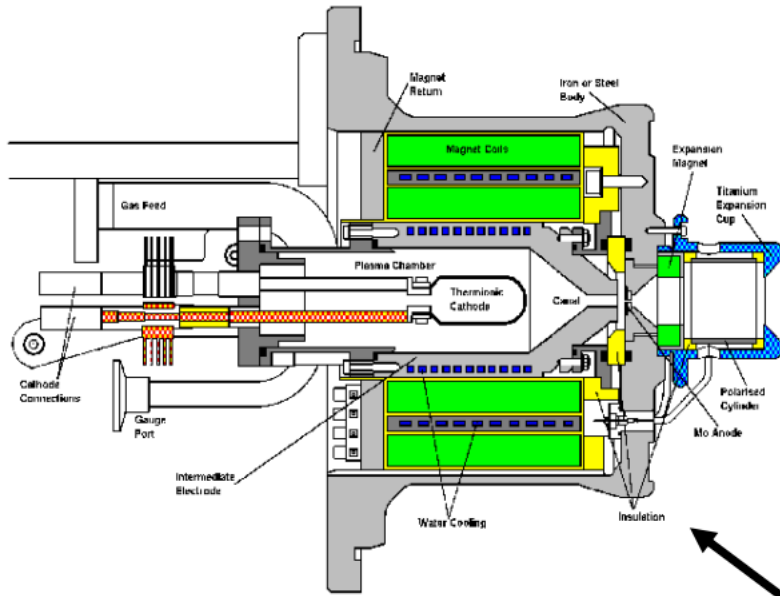 Magnet
Return
Iron or Steel
Body
Magnet Coils
Expansion
Magnet
Titanium
Expansion
Cup
Gas Feed
Plasma Chamber
Thermionic
Cathode
Canal
Cathode
Connections
Gauge
Port
Polarised
Cylinder
Mo Anode
Intermediate
Electrode
Water Cooling
Insulation